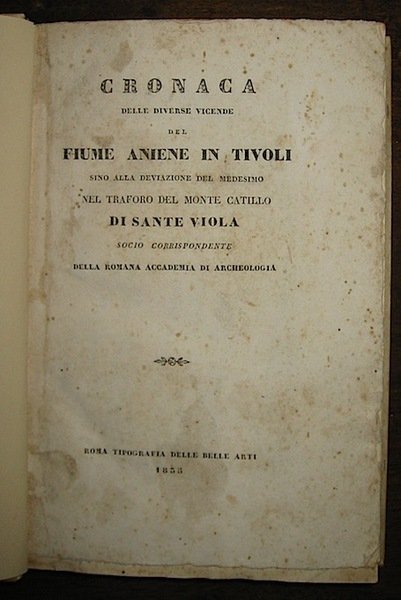 CRONACA
DELLE DIVERSE VICENDE
DEL
FIUME ANIENE IN TIVOLI
SINO ALLA DEVIAZIONE DEL MEDESIMO
NEL TRAFORO DEL MONTE CATILLO
DI SANTE VIOLA
SOCIO CORRISPONDENTE
DELLA ROMANA ACCADEMIA DI ARCHEOLOGIA
ROMA TIPOGRAFIA DELLE BELLE ARTI
1835